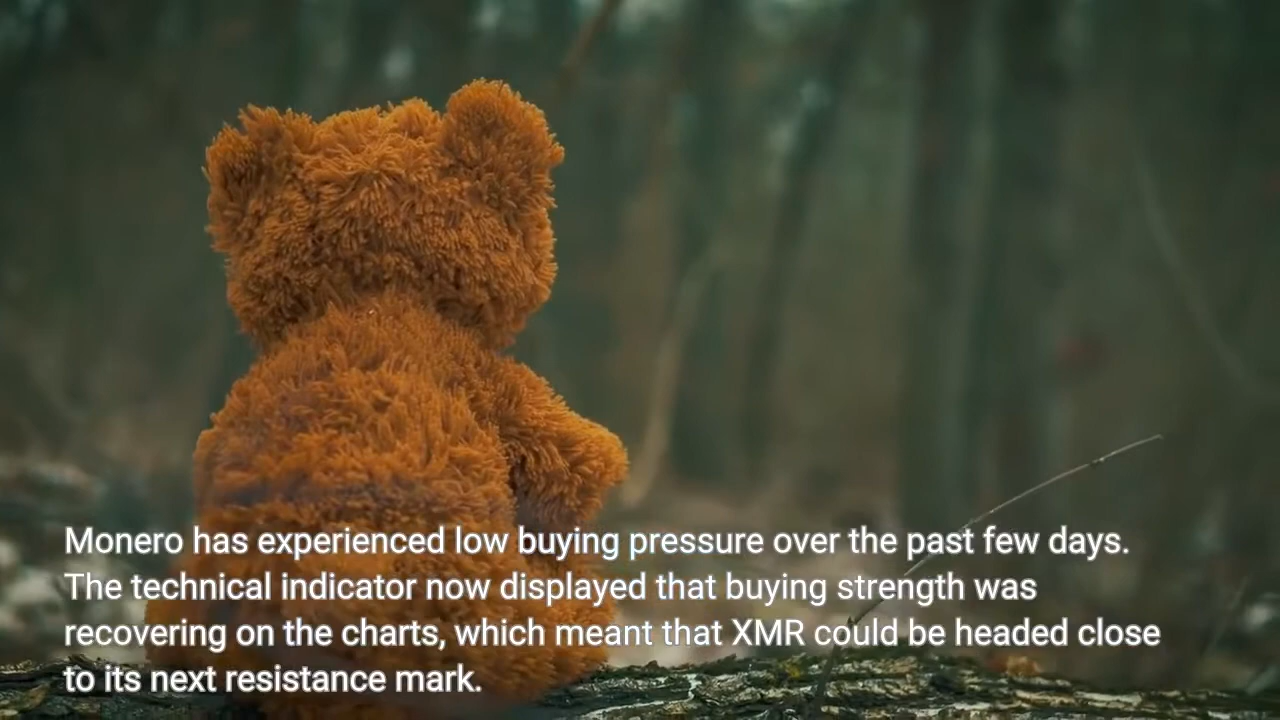 Monero has experienced low buying pressure over the past few days.
The technical indicator now displayed that buying strength was
recovering on the charts, which meant that XMR could be headed close
to its next resistance mark.